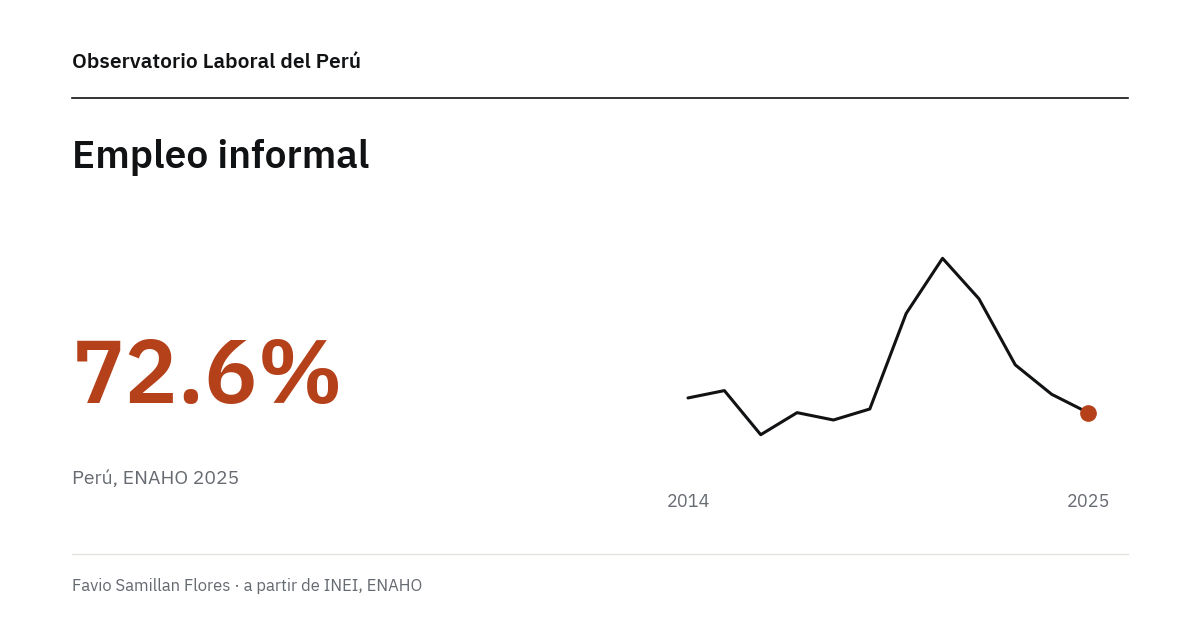 Observatorio Laboral del Perú
Empleo informal
72.6%
Perú, ENAHO 2025
2014
2025
Favio Samillan Flores · a partir de INEI, ENAHO